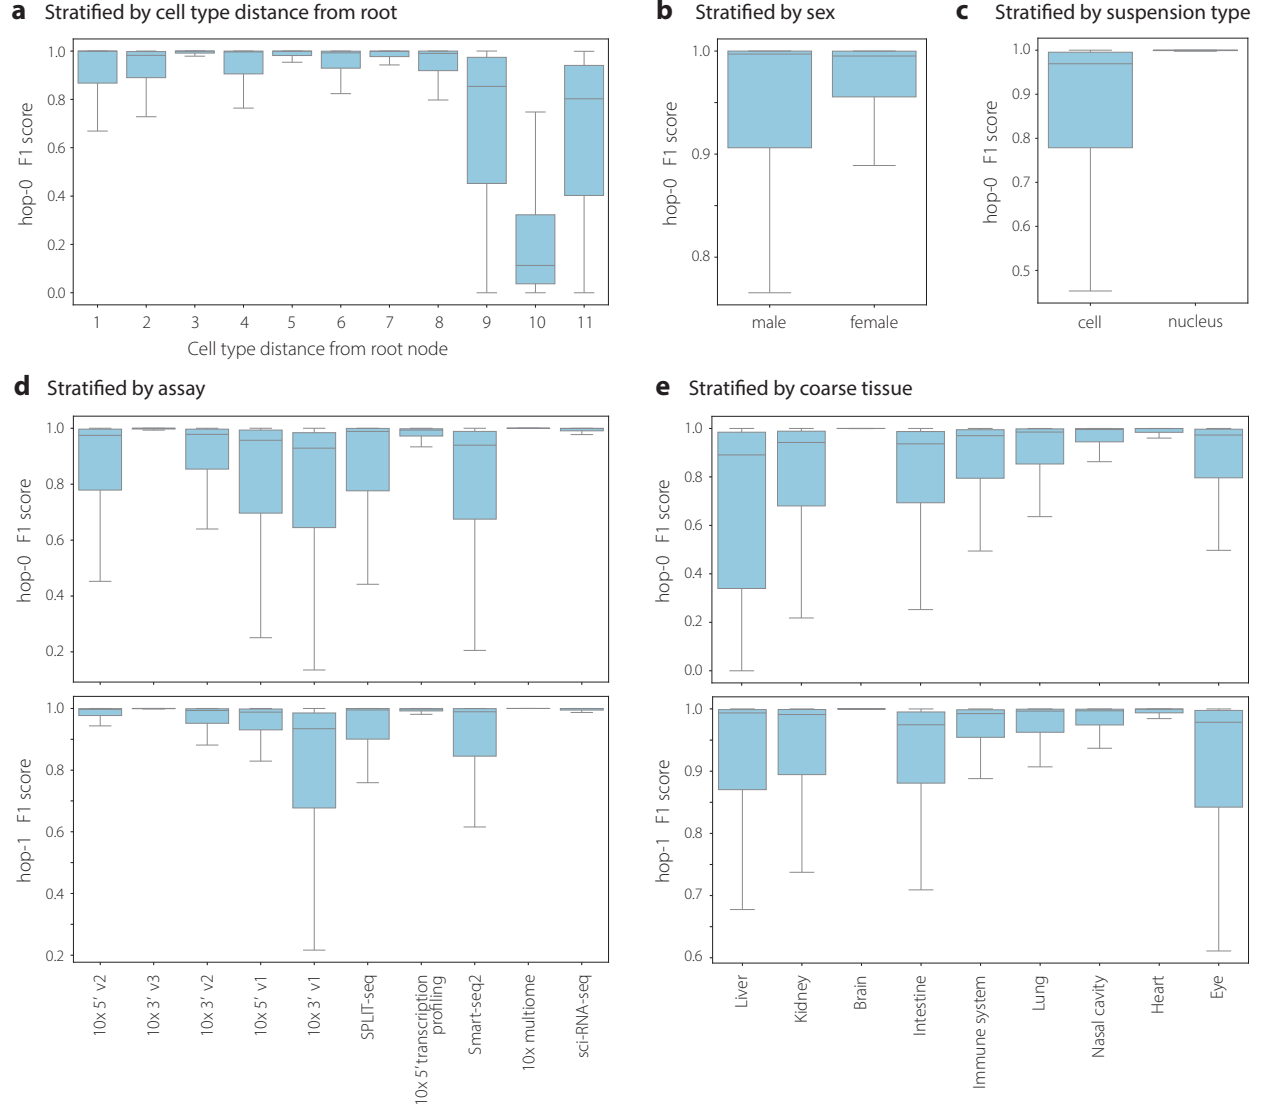 a Stratified by cell type distance from root
hop-0 F1 score
1.0
0.8
0.6
0.4
0.2
0.0
1 2 3 4 5 6 7 8 9 10 11
Cell type distance from root node
b Stratified by sex
hop-0 F1 score
1.0
0.9
0.8
male female
c Stratified by suspension type
hop-0 F1 score
1.0
0.9
0.8
0.7
0.6
0.5
cell nucleus
d Stratified by assay
hop-0 F1 score
1.0
0.8
0.6
0.4
0.2
hop-1 F1 score
1.0
0.8
0.6
0.4
0.2
10x 5′ v2
10x 3′ v3
10x 3′ v2
10x 5′ v1
10x 3′ v1
SPLIT-seq
10x 5′transcription
profiling
Smart-seq2
10x multiome
sci-RNA-seq
e Stratified by coarse tissue
hop-0 F1 score
1.0
0.8
0.6
0.4
0.2
0.0
hop-1 F1 score
1.0
0.9
0.8
0.7
0.6
Liver
Kidney
Brain
Intestine
Immune system
Lung
Nasal cavity
Heart
Eye